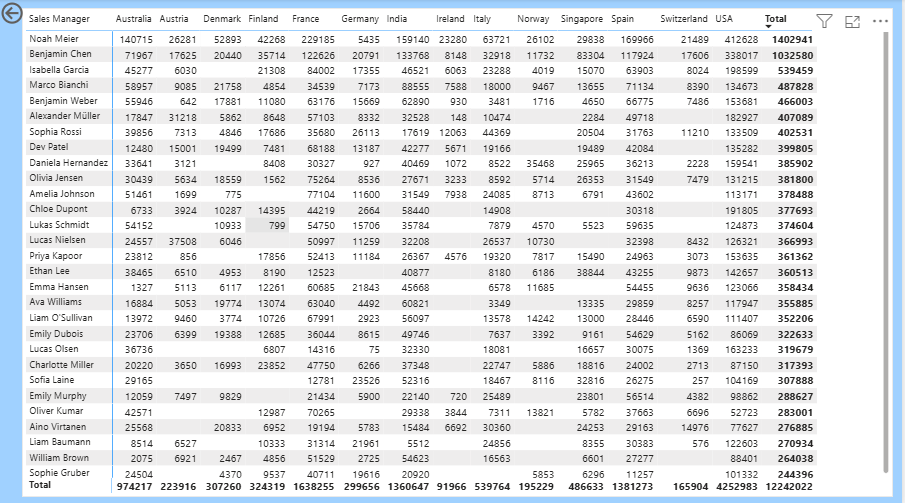 Sales Manager Australia Austria Denmark Finland France Germany India Ireland Italy Norway Singapore Spain Switzerland USA Total
Noah Meier 140715 26281 52893 42268 229185 5435 159140 23280 63721 26102 29838 169966 21489 412628 1402941
Benjamin Chen 71967 17625 20440 35714 122626 20791 133768 8148 32918 11732 83304 117924 17606 338017 1032580
Isabella Garcia 45277 6030 21308 84002 17355 46521 6063 23288 4019 15070 63903 8024 198599 539459
Marco Bianchi 58957 9085 21758 4854 34539 7173 88555 7588 18000 9467 13655 71134 8390 134673 487828
Benjamin Weber 55946 642 17881 11080 63176 15669 62890 930 3481 1716 4650 66775 7486 153681 466003
Alexander Müller 17847 31218 5862 8648 57103 8332 32528 148 10474 2284 49718 182927 407089
Sophia Rossi 39856 7313 4846 17686 35680 26113 17619 12063 44369 20504 31763 11210 133509 402531
Dev Patel 12480 15001 19499 7481 68188 13187 42277 5671 19166 19489 42084 135282 399805
Daniela Hernandez 33641 3121 8408 30327 927 40469 1072 8522 35468 25965 36213 2228 159541 385902
Olivia Jensen 30439 5634 18559 1562 75264 8536 27671 3233 8592 5714 26353 31549 7479 131215 381800
Amelia Johnson 51461 1699 775 77104 11600 31549 7938 24085 8713 6791 43602 113171 378488
Chloe Dupont 6733 3924 10287 14395 44219 2664 58440 14908 30318 191805 377693
Lukas Schmidt 54152 10933 799 54750 15706 35784 7879 4570 5523 59635 124873 374604
Lucas Nielsen 24557 37508 6046 50997 11259 32208 26537 10730 32398 8432 126321 366993
Priya Kapoor 23812 856 17856 52413 11184 26367 4576 19320 7817 15490 24963 3073 153635 361362
Ethan Lee 38465 6510 4953 8190 12523 40877 8180 6186 38844 43255 9873 142657 360513
Emma Hansen 1327 5113 6117 12261 60685 21843 45668 6578 11685 54455 9636 123066 358434
Ava Williams 16884 5053 19774 13074 63040 4492 60821 3349 13335 29859 8257 117947 355885
Liam O'Sullivan 13972 9460 3774 10726 67991 2923 56097 13578 14242 13000 28446 6590 111407 352206
Emily Dubois 23706 6399 19388 12685 36044 8615 49746 7637 3392 9161 54629 5162 86069 322633
Lucas Olsen 36736 6807 14316 75 32330 18081 16657 30075 1369 163233 319679
Charlotte Miller 20220 3650 16993 23852 47750 6266 37348 22747 5886 18816 24002 2713 87150 317393
Sofia Laine 29165 12781 23526 52316 18467 8116 32816 26275 257 104169 307888
Emily Murphy 12059 7497 9829 21434 5900 22140 720 25489 23801 56514 4382 98862 288627
Oliver Kumar 42571 12987 70265 29338 3844 7311 13821 5782 37663 6696 52723 283001
Aino Virtanen 25568 20833 6952 19194 5783 15484 6692 30360 24253 29163 14976 77627 276885
Liam Baumann 8514 6527 10333 31314 21961 5512 24856 8355 30383 576 122603 270934
William Brown 2075 6921 2467 4856 51529 2725 54623 16563 6601 27277 88401 264038
Sophie Gruber 24504 4370 9537 40711 19616 20920 5853 6296 11257 101332 244396
Total 974217 223916 307260 324319 1638255 299656 1360647 91966 539764 195229 486633 1381273 165904 4252983 12242022